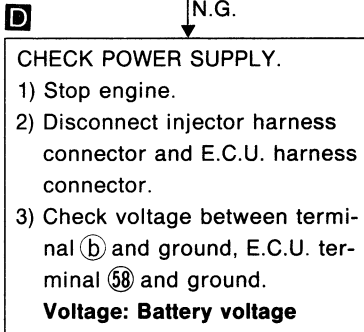 D
N.G.
CHECK POWER SUPPLY.
1) Stop engine.
2) Disconnect injector harness
connector and E.C.U. harness
connector.
3) Check voltage between termi-
nal ⓑ and ground, E.C.U. ter-
minal 58 and ground.
Voltage: Battery voltage